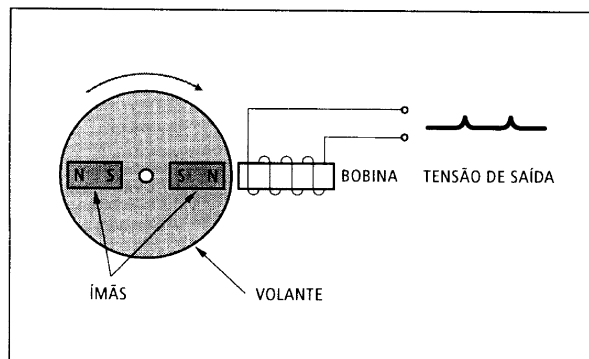 N S
S N
BOBINA
TENSÃO DE SAÍDA
ÍMÃS
VOLANTE